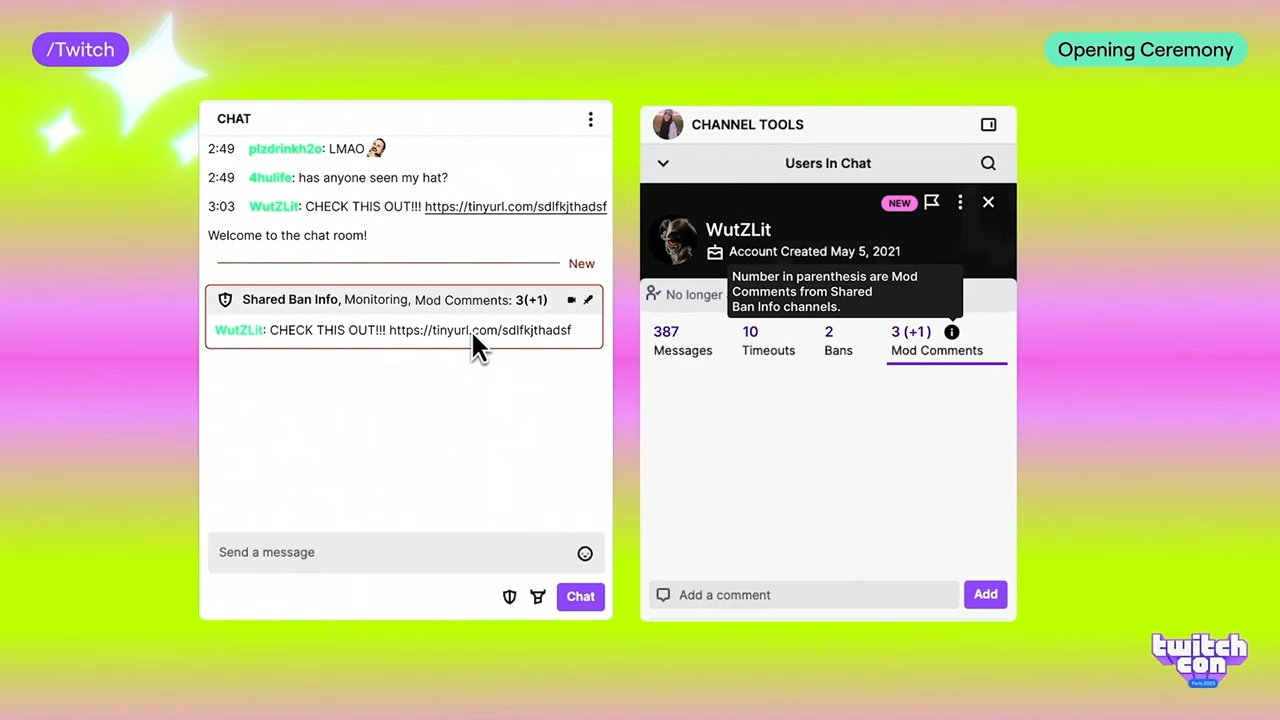 /Twitch
Opening Ceremony
CHAT
2:49 plzdrinkh2o: LMAO
2:49 4hulife: has anyone seen my hat?
3:03 WutZLit: CHECK THIS OUT!!! https://tinyurl.com/sdlfkjthadsf
Welcome to the chat room!
New
Shared Ban Info, Monitoring, Mod Comments: 3(+1)
WutZLit: CHECK THIS OUT!!! https://tinyurl.com/sdlfkjthadsf
Send a message
Chat
CHANNEL TOOLS
Users In Chat
NEW
WutZLit
Account Created May 5, 2021
Number in parenthesis are Mod
Comments from Shared
Ban Info channels.
No longer
387 10 2 3 (+1)
Messages Timeouts Bans Mod Comments
Add a comment
Add
twitch
con
Paris 2023